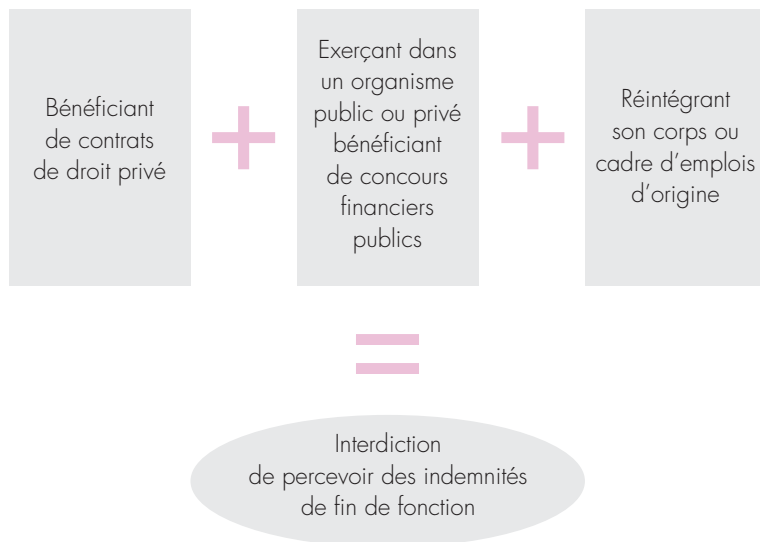 Bénéficiant
de contrats
de droit privé
+
Exerçant dans
un organisme
public ou privé
bénéficiant
de concours
financiers
publics
+
Réintégrant
son corps ou
cadre d’emplois
d’origine
=
Interdiction
de percevoir des indemnités
de fin de fonction